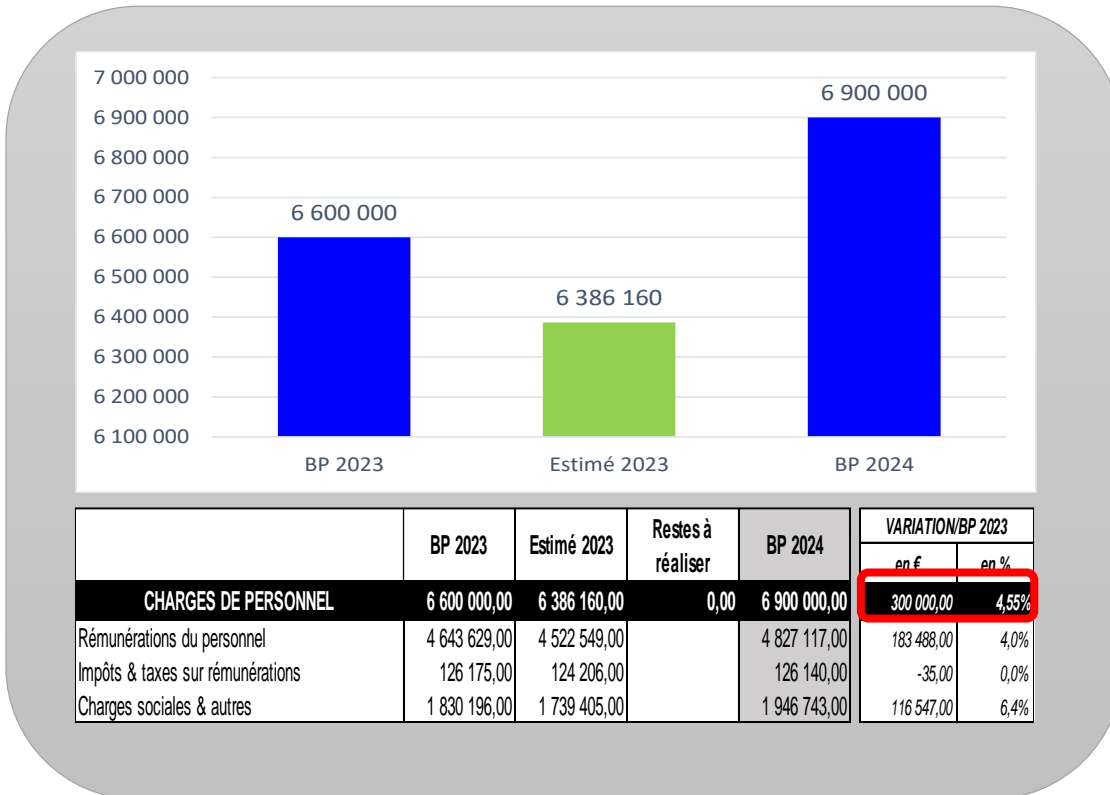 7 000 000
6 900 000
6 800 000
6 700 000
6 600 000
6 500 000
6 400 000
6 300 000
6 200 000
6 100 000
6 600 000
6 386 160
6 900 000
BP 2023 Estimé 2023 BP 2024
BP 2023 Estimé 2023 Restes à réaliser BP 2024 VARIATION/BP 2023
en € en %
CHARGES DE PERSONNEL 6 600 000,00 6 386 160,00 0,00 6 900 000,00 300 000,00 4,55%
Rémunérations du personnel 4 643 629,00 4 522 549,00 4 827 117,00 183 488,00 4,0%
Impôts & taxes sur rémunérations 126 175,00 124 206,00 126 140,00 -35,00 0,0%
Charges sociales & autres 1 830 196,00 1 739 405,00 1 946 743,00 116 547,00 6,4%